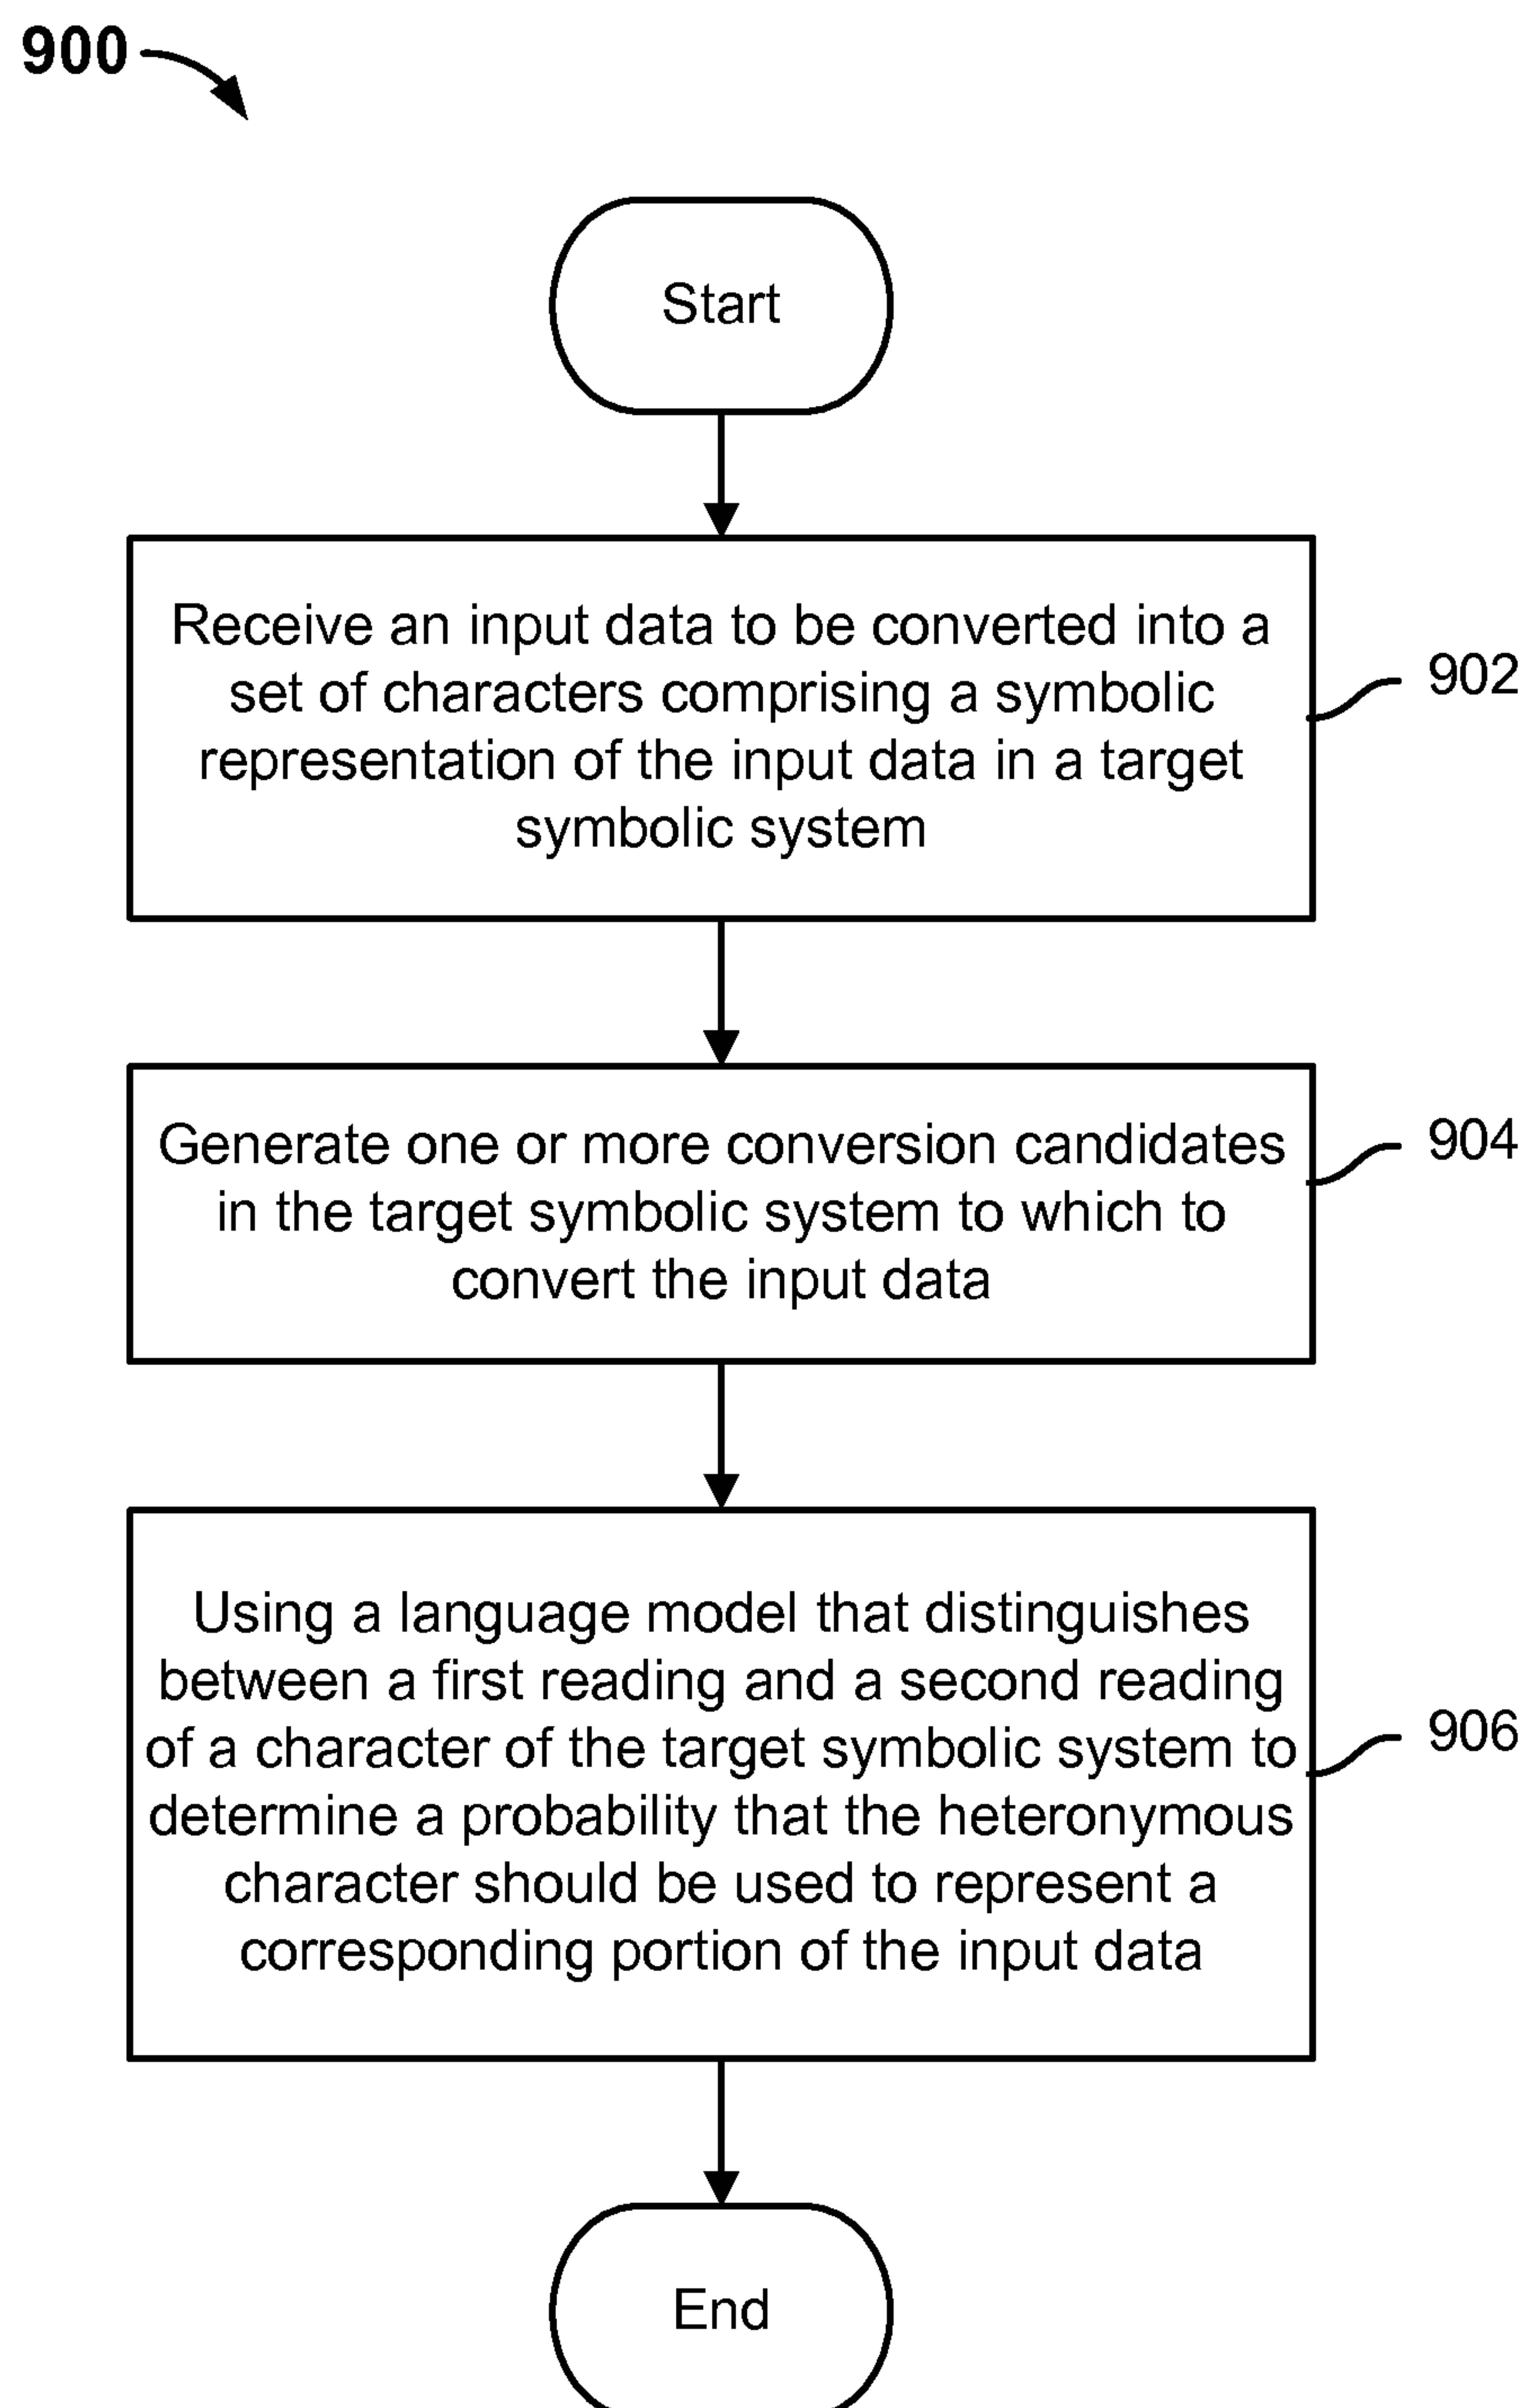 900
Start
Receive an input data to be converted into a
set of characters comprising a symbolic
representation of the input data in a target
symbolic system
902
Generate one or more conversion candidates
in the target symbolic system to which to
convert the input data
904
Using a language model that distinguishes
between a first reading and a second reading
of a character of the target symbolic system to
determine a probability that the heteronymous
character should be used to represent a
corresponding portion of the input data
906
End